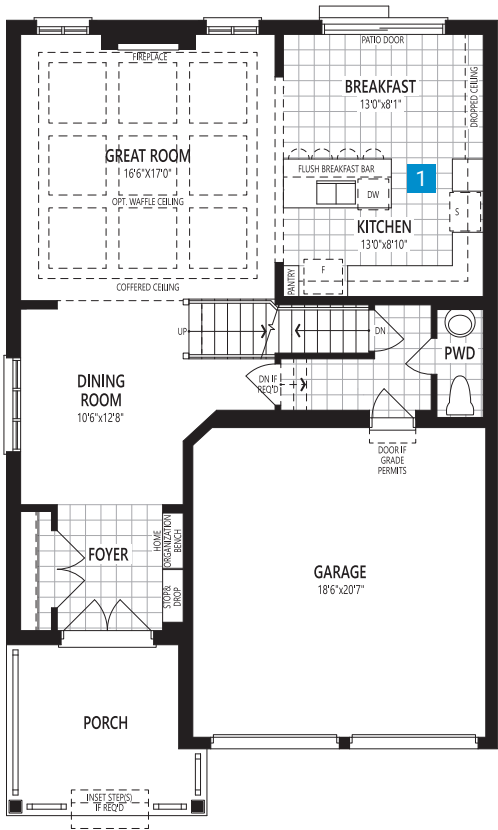 PATIO DOOR
FIREPLACE
BREAKFAST
13'0"x8'1"
DROPPED CEILING
GREAT ROOM
16'6"X17'0"
FLUSH BREAKFAST BAR
1
DW
OPT. WAFFLE CEILING
S
KITCHEN
13'0"x8'10"
F
PANTRY
COFFERED CEILING
UP
DN
PWD
DN IF
REQ'D
DINING
ROOM
10'6"x12'8"
DOOR IF
GRADE
PERMITS
HOME
ORGANIZATION
BENCH
FOYER
STOP&
DROP
GARAGE
18'6"x20'7"
PORCH
INSET STEP(S)
IF REQ'D